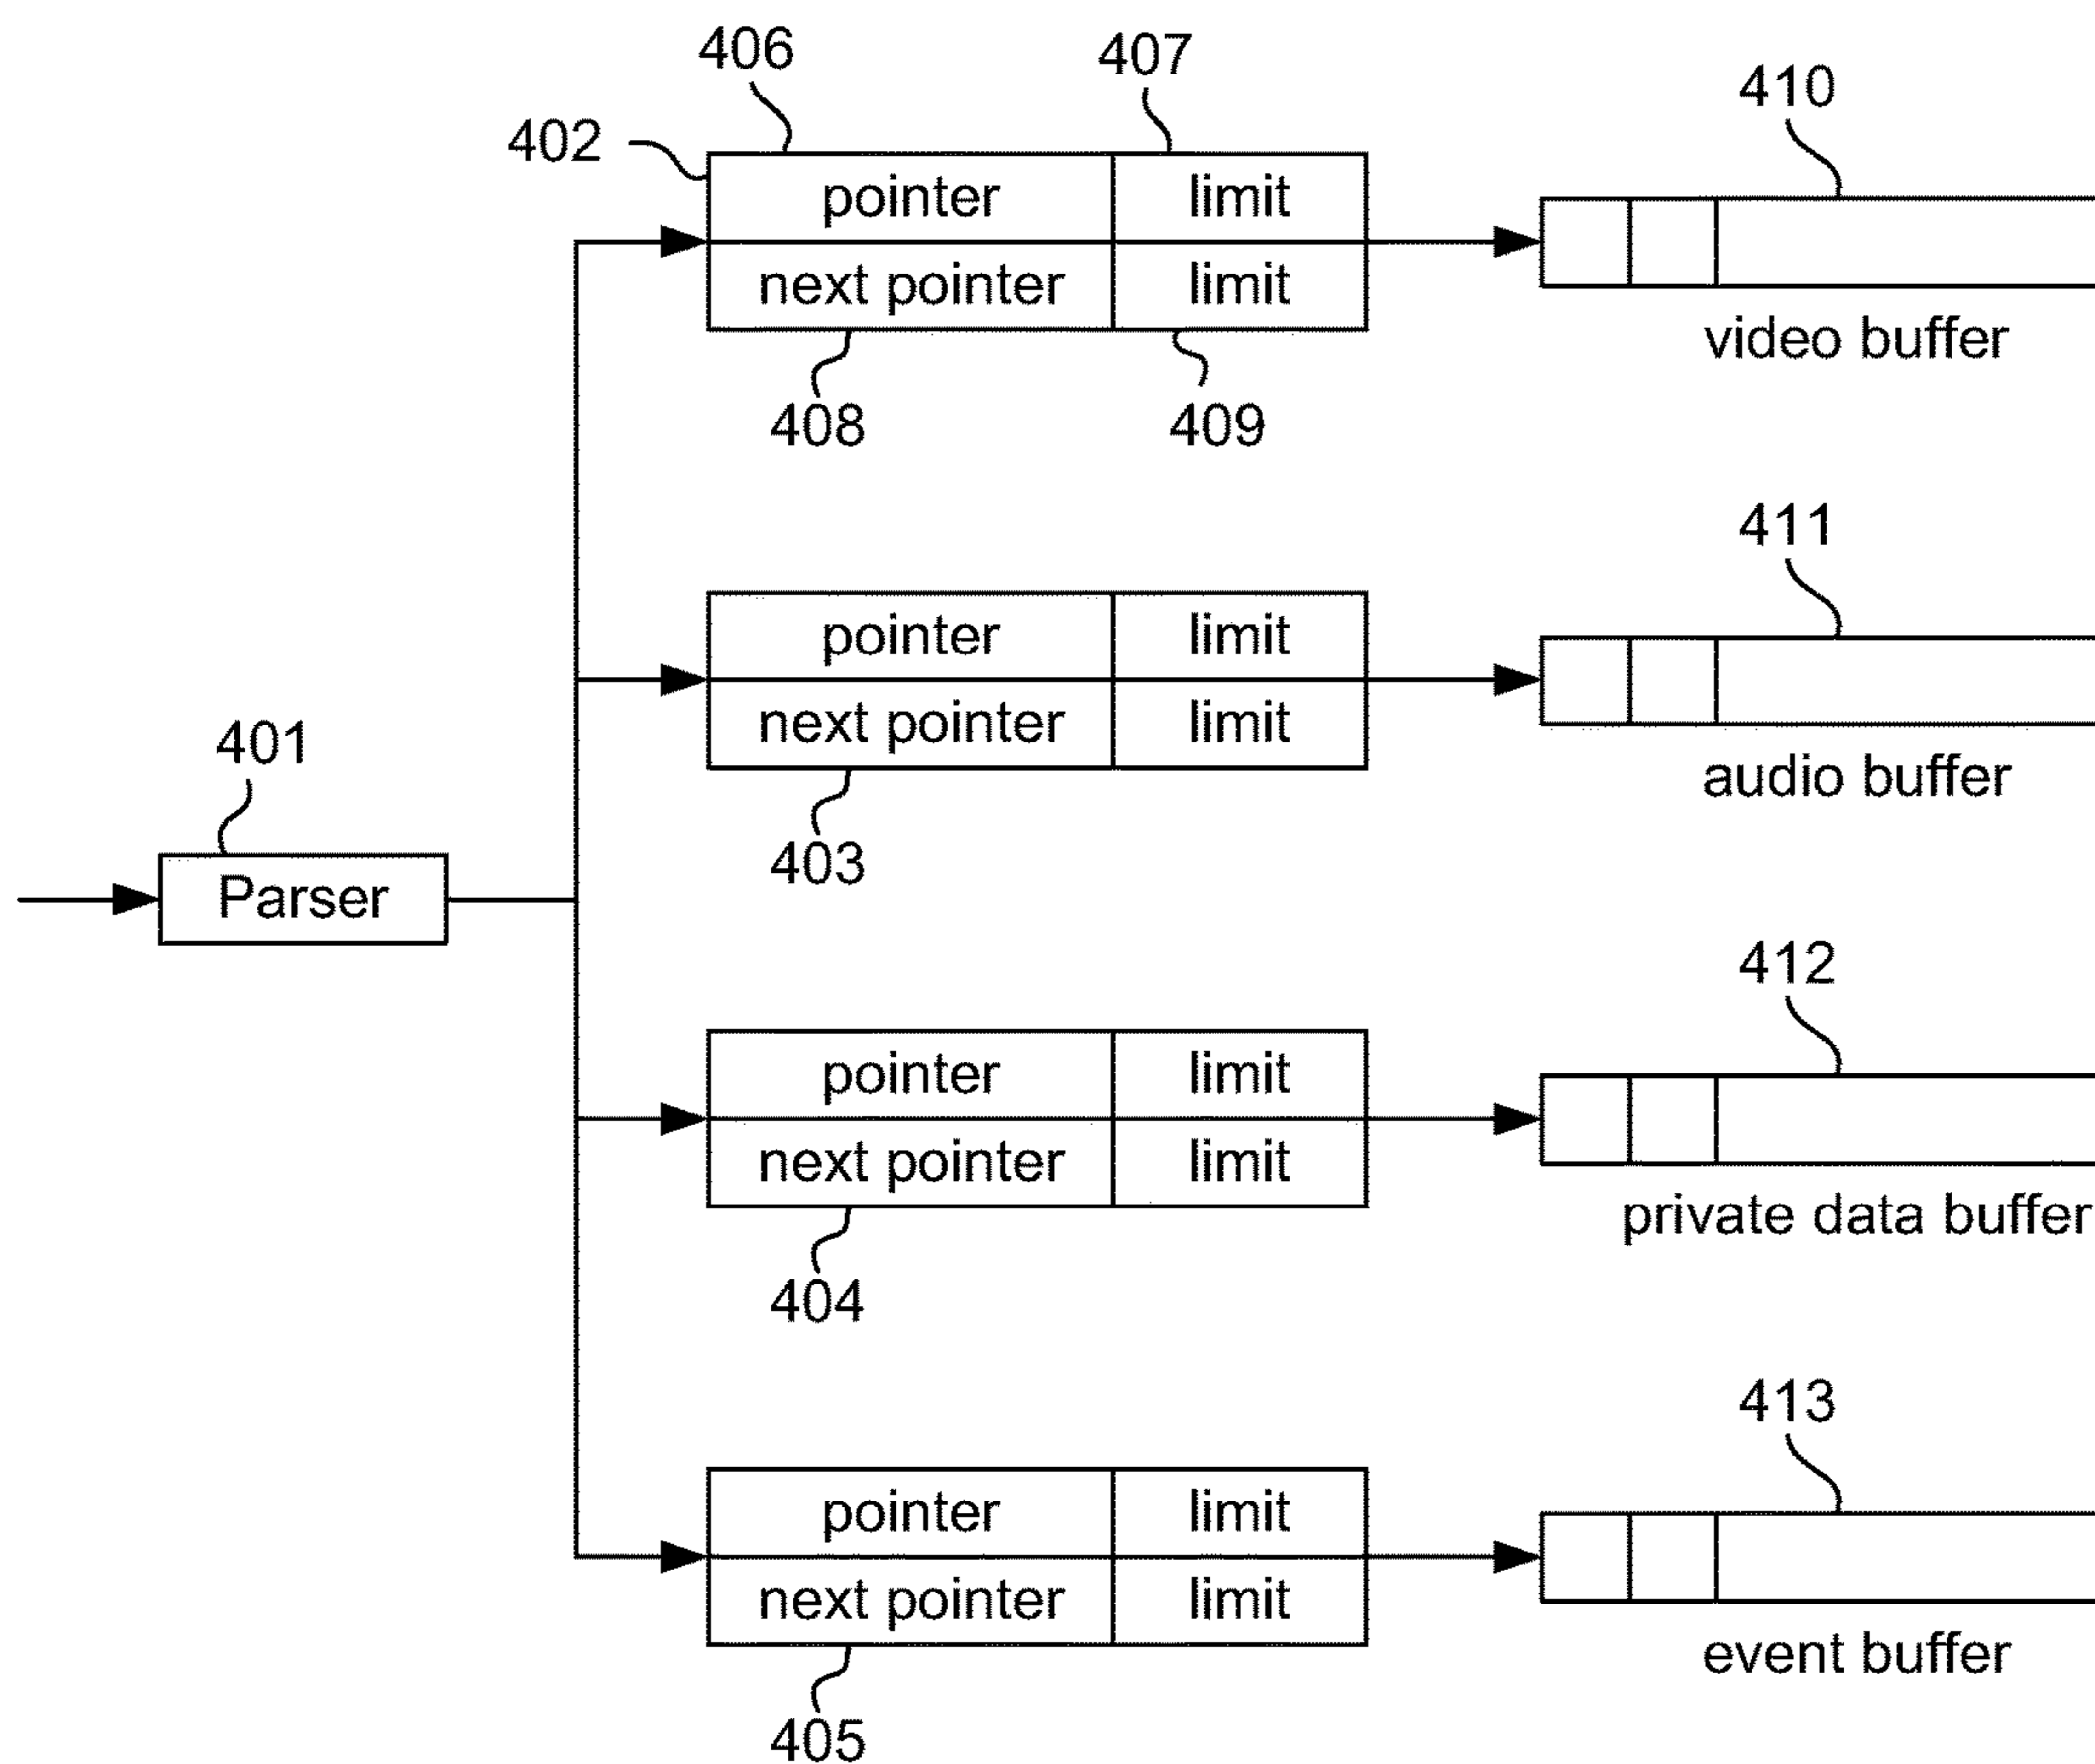 406
407
410
402
pointer limit
next pointer limit
video buffer
408
409
411
pointer limit
next pointer limit
audio buffer
401
403
Parser
412
pointer limit
next pointer limit
private data buffer
404
413
pointer limit
next pointer limit
event buffer
405